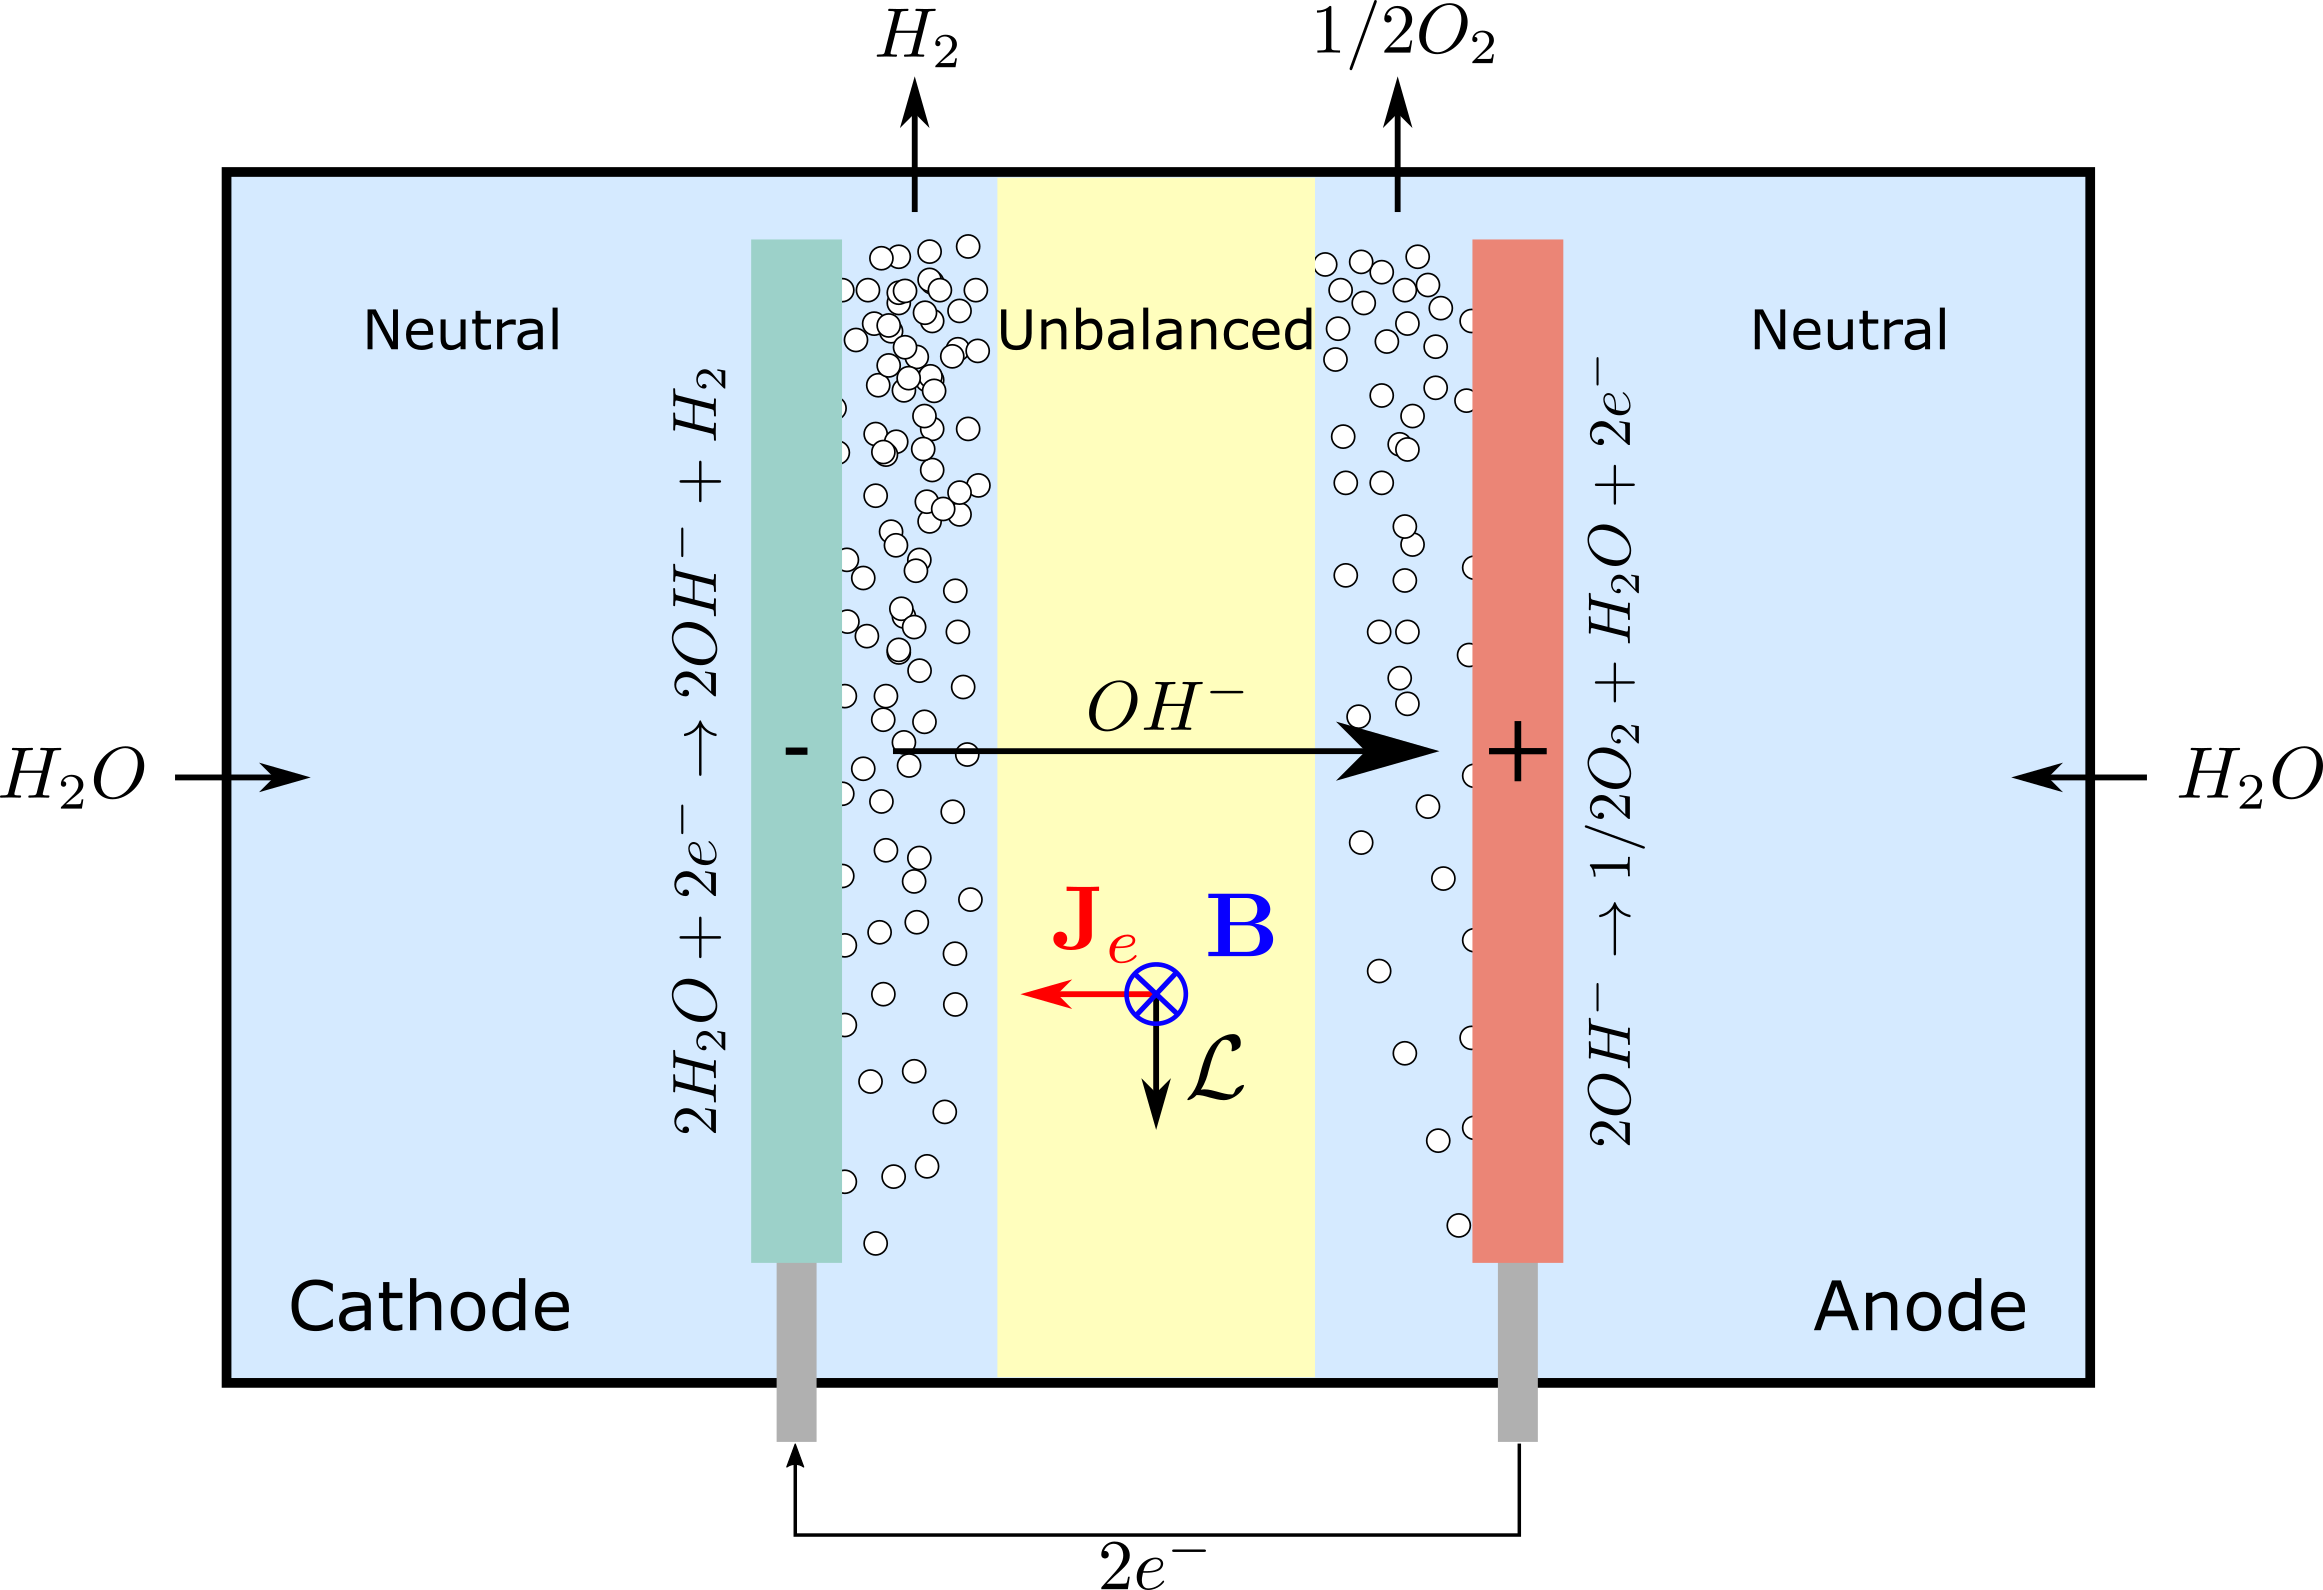 H₂
1/2O₂
Neutral
Unbalanced
Neutral
2H₂O + 2e⁻ → 2OH⁻ + H₂
2OH⁻ → 1/2O₂ + H₂O + 2e⁻
OH⁻
-
+
H₂O
H₂O
Jₑ
B
ℒ
Cathode
Anode
2e⁻